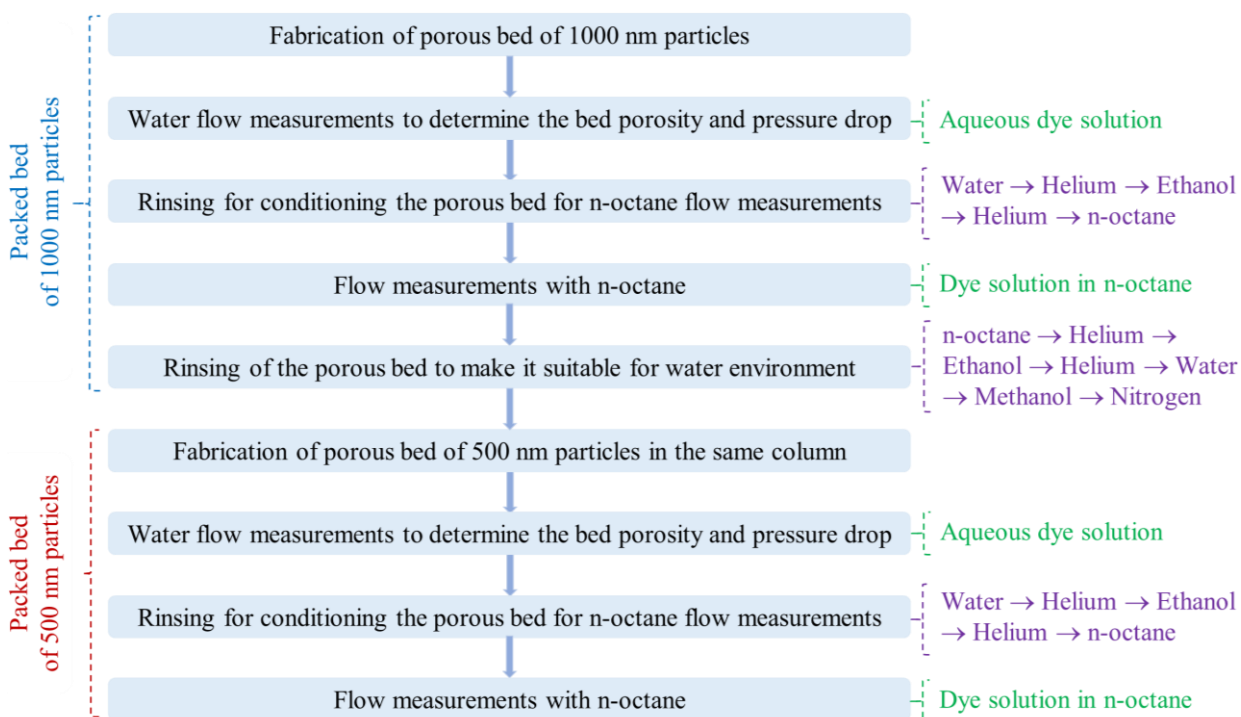 Packed bed
of 1000 nm particles
Fabrication of porous bed of 1000 nm particles
Water flow measurements to determine the bed porosity and pressure drop
Aqueous dye solution
Rinsing for conditioning the porous bed for n-octane flow measurements
Water → Helium → Ethanol
→ Helium → n-octane
Flow measurements with n-octane
Dye solution in n-octane
Rinsing of the porous bed to make it suitable for water environment
n-octane → Helium →
Ethanol → Helium → Water
→ Methanol → Nitrogen
Packed bed
of 500 nm particles
Fabrication of porous bed of 500 nm particles in the same column
Water flow measurements to determine the bed porosity and pressure drop
Aqueous dye solution
Rinsing for conditioning the porous bed for n-octane flow measurements
Water → Helium → Ethanol
→ Helium → n-octane
Flow measurements with n-octane
Dye solution in n-octane